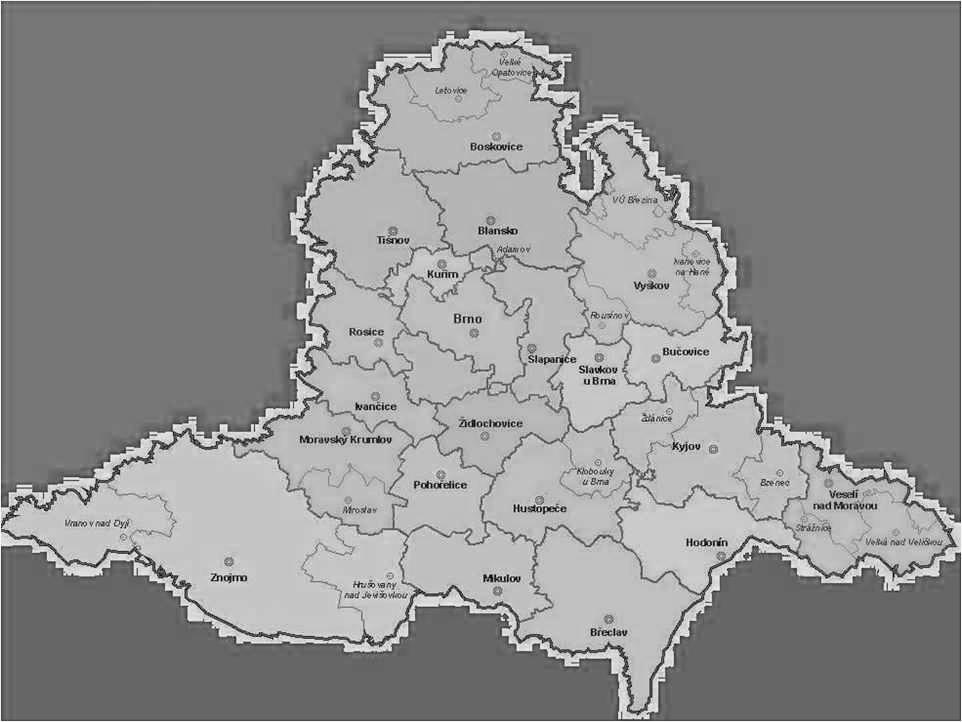 Velké
Opatovice
Letovice
Boskovice
VÚ Březina
Blansko
Tišnov
Adamov
Ivanovice
na Hané
Kuřim
Vyškov
Rousínov
Brno
Rosice
Slapanice
Slavkov
u Brna
Bučovice
Ivančice
Ždánice
Židlochovice
Moravský Krumlov
Kyjov
Klobouky
u Brna
Pohořelice
Bzenec
Veselí
nad Moravou
Miroslav
Hustopeče
Vranov nad Dyjí
Strážnice
Hodonín
Velká nad Veličkou
Znojmo
Hrušovany
nad Jevišovkou
Mikulov
Břeclav